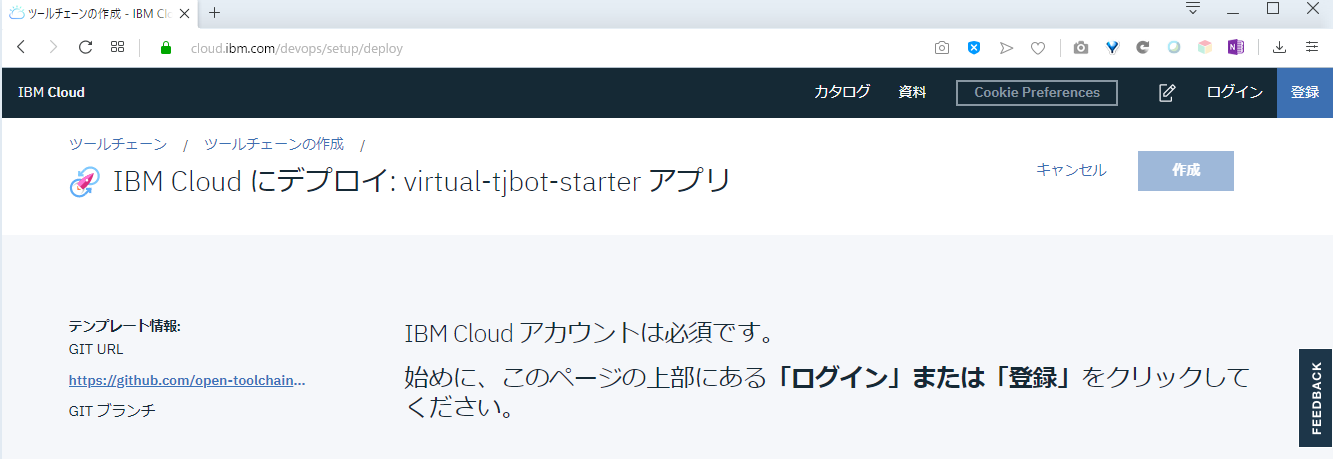 ツールチェーンの作成 - IBM Clo
cloud.ibm.com/devops/setup/deploy
IBM Cloud
カタログ
資料
Cookie Preferences
ログイン
登録
ツールチェーン / ツールチェーンの作成 /
IBM Cloud にデプロイ: virtual-tjbot-starter アプリ
キャンセル
作成
テンプレート情報:
GIT URL
https://github.com/open-toolchain...
GIT ブランチ
IBM Cloud アカウントは必須です。
始めに、このページの上部にある「ログイン」または「登録」をクリックして
ください。
FEEDBACK